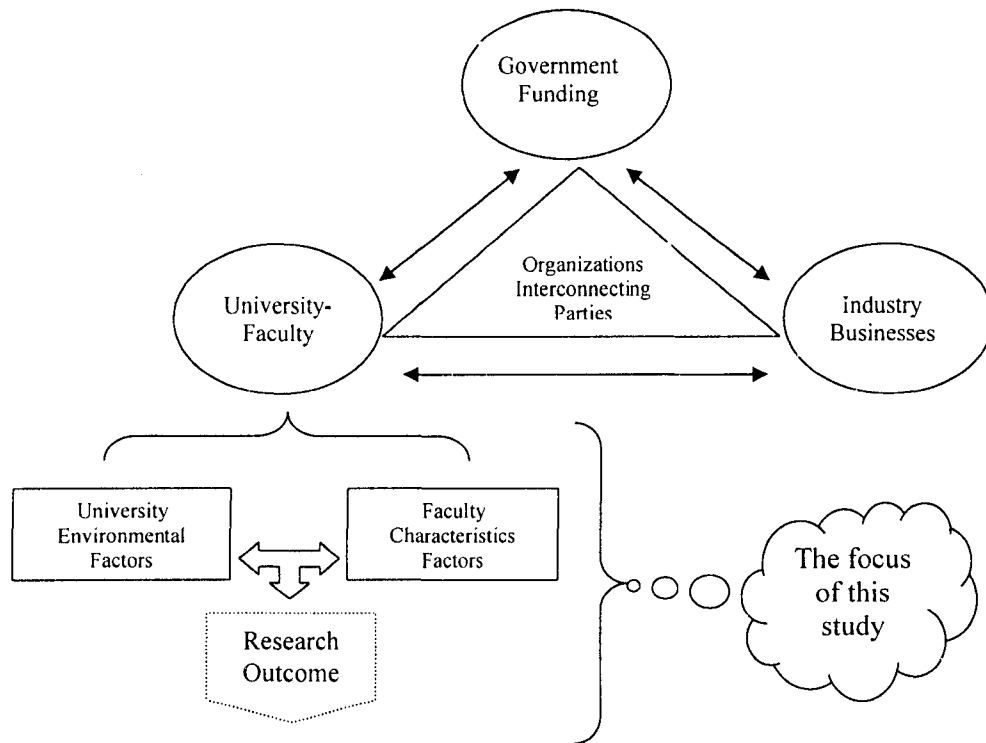 Government
Funding
Organizations
Interconnecting
Parties
University-
Faculty
Industry
Businesses
University
Environmental
Factors
Faculty
Characteristics
Factors
The focus
of this
study
Research
Outcome